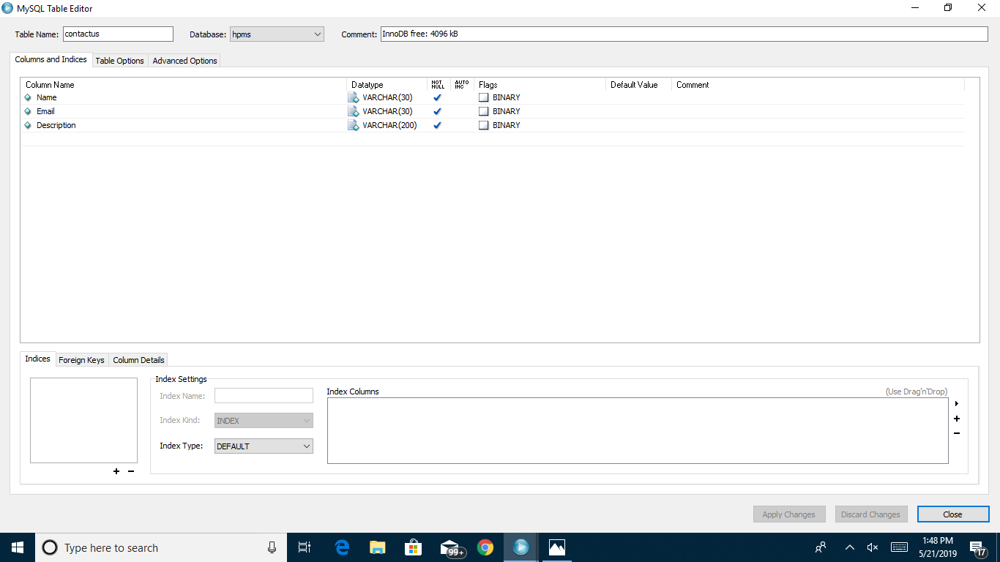 MySQL Table Editor
Table Name: contactus Database: hpms Comment: InnoDB free: 4096 kB
Columns and Indices Table Options Advanced Options
Column Name Datatype NOT NULL AUTO INC Flags Default Value Comment
Name VARCHAR(30) BINARY
Email VARCHAR(30) BINARY
Description VARCHAR(200) BINARY
Indices Foreign Keys Column Details
Index Settings
Index Name:
Index Kind: INDEX
Index Type: DEFAULT
Index Columns (Use Drag'n'Drop)
Apply Changes Discard Changes Close
Type here to search
99+
1:48 PM
5/21/2019
17